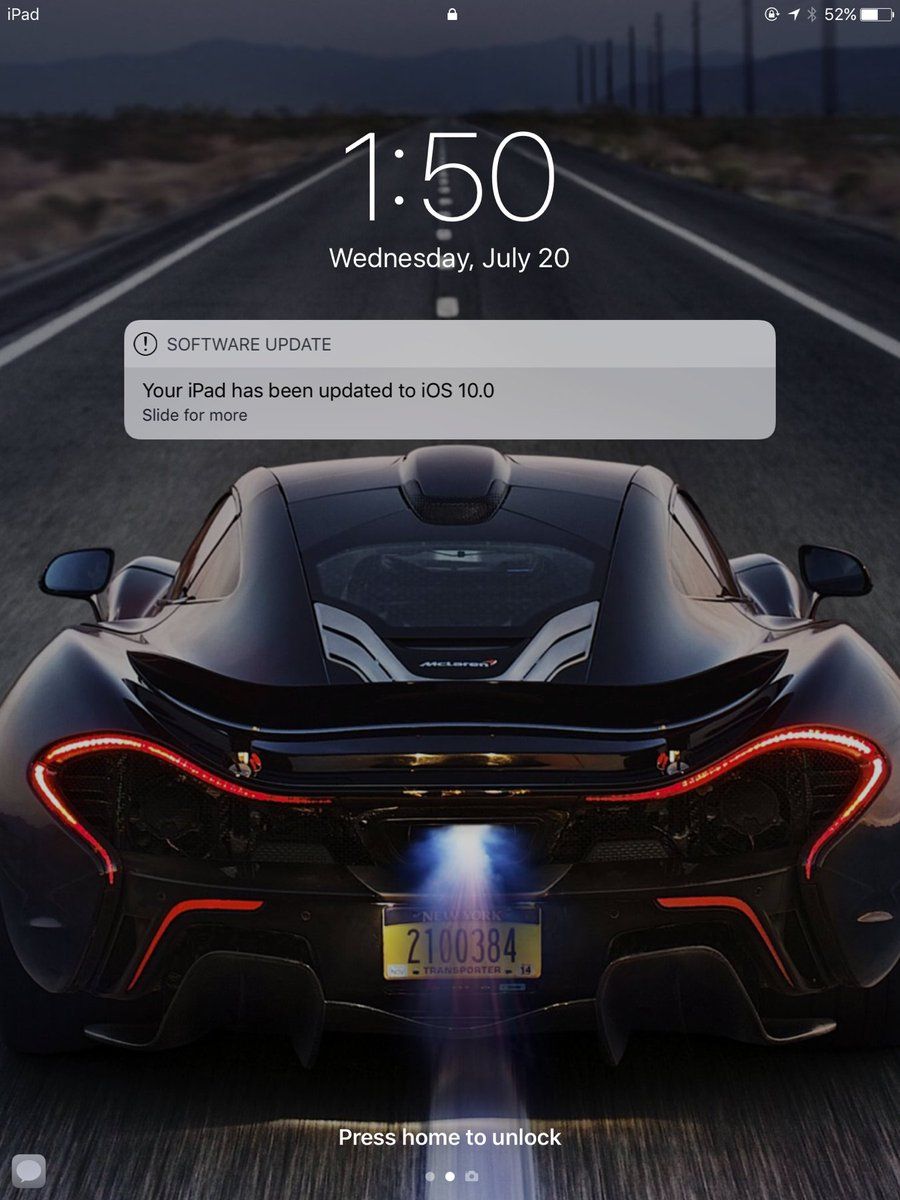 iPad
52%
1:50
Wednesday, July 20
SOFTWARE UPDATE
Your iPad has been updated to iOS 10.0
Slide for more
McLaren
NEW YORK
2100384
NOV TRANSPORTER 14
Press home to unlock